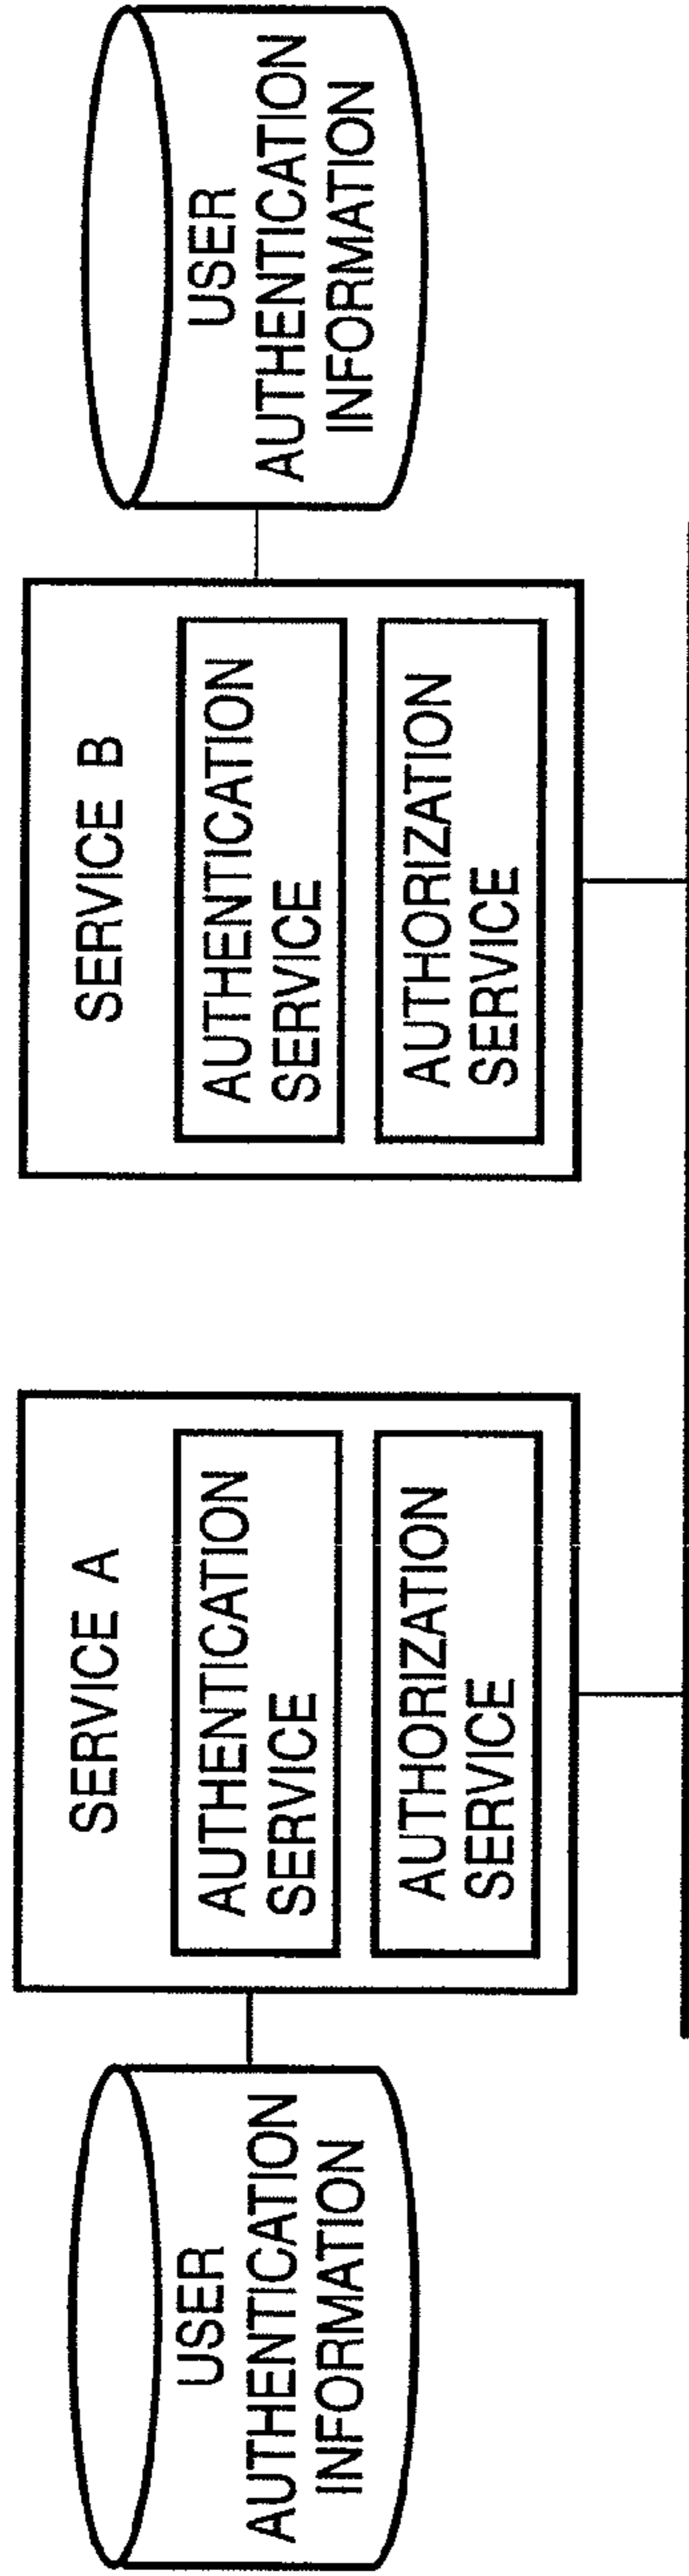 USER
AUTHENTICATION
INFORMATION
SERVICE A
AUTHENTICATION
SERVICE
AUTHORIZATION
SERVICE
SERVICE B
AUTHENTICATION
SERVICE
AUTHORIZATION
SERVICE
USER
AUTHENTICATION
INFORMATION